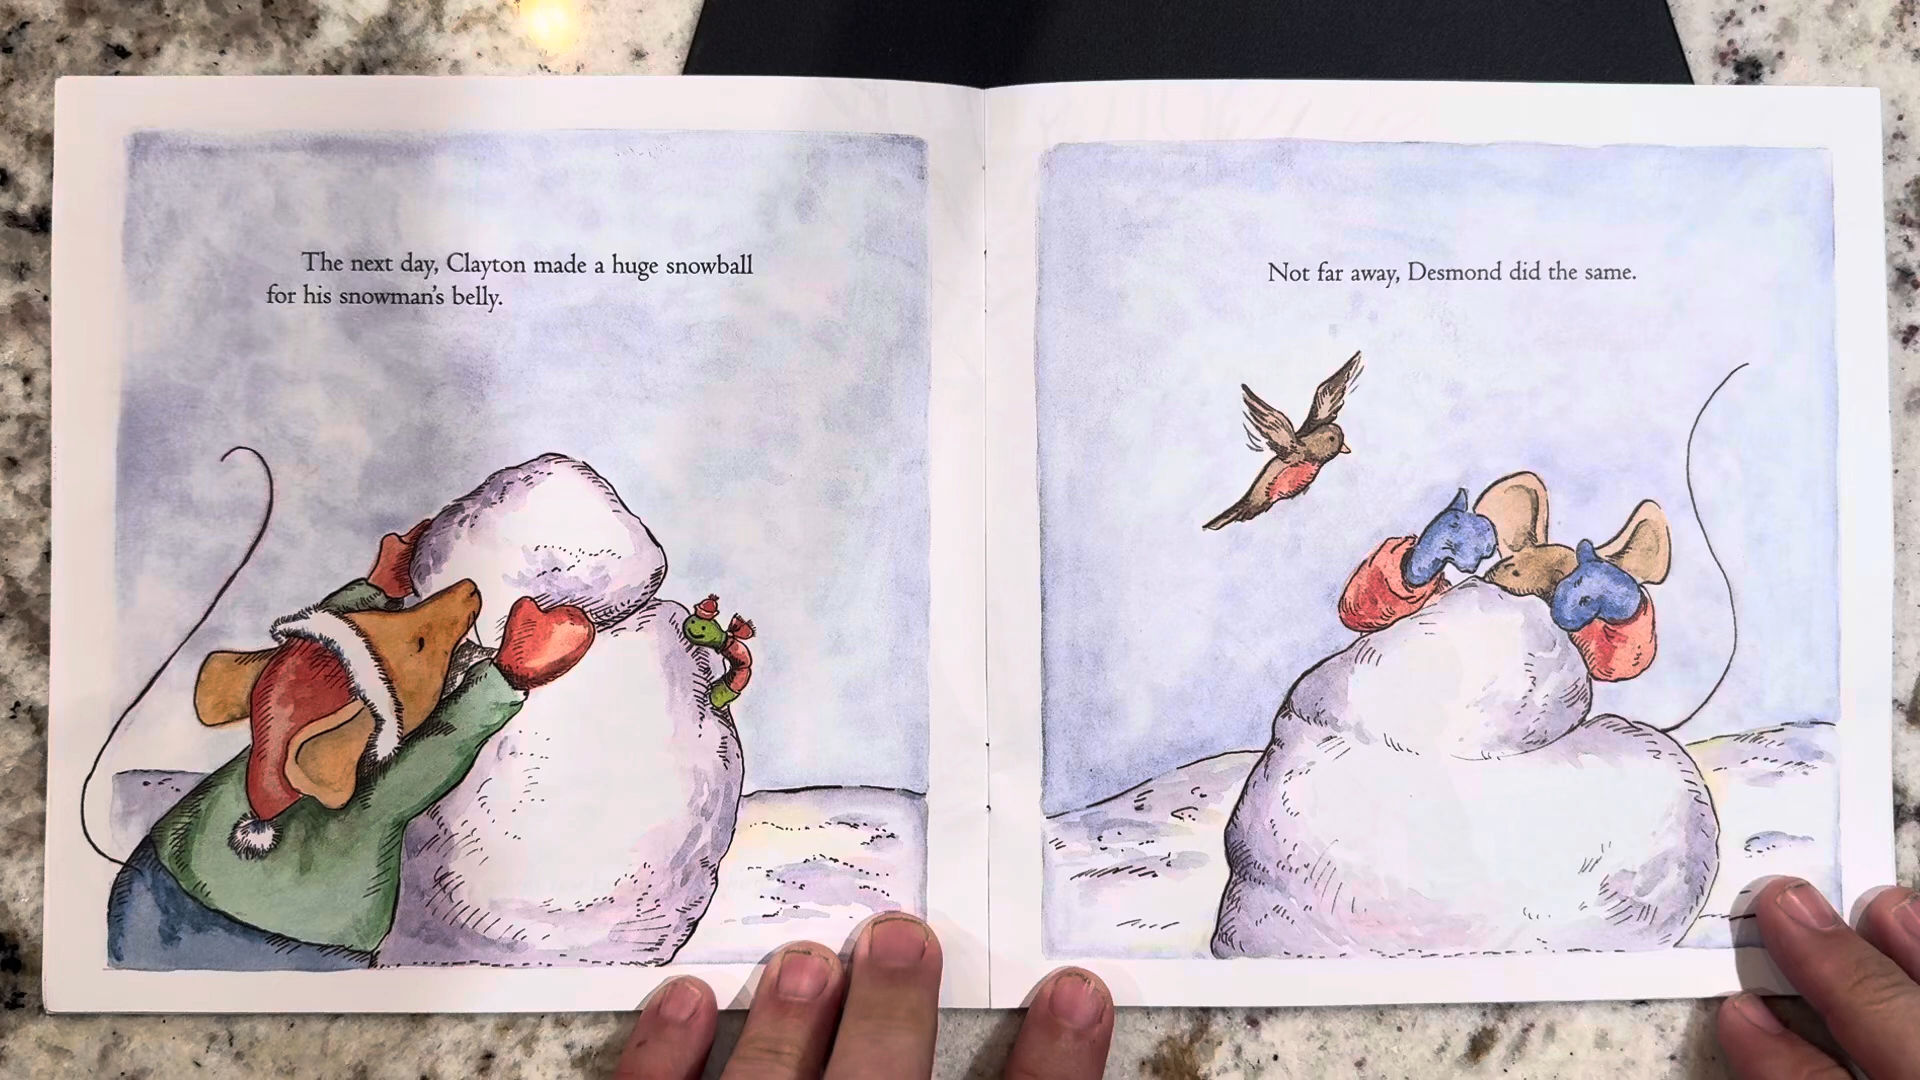 The next day, Clayton made a huge snowball
for his snowman's belly.
Not far away, Desmond did the same.